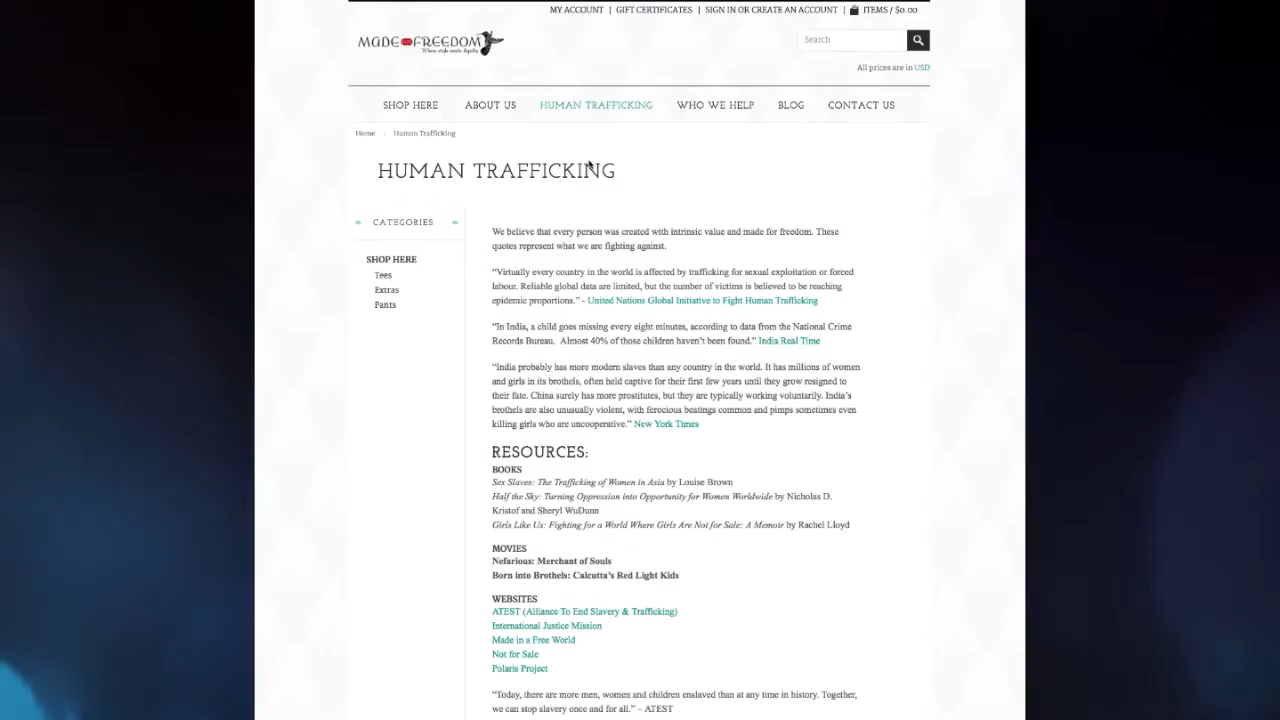 MY ACCOUNT | GIFT CERTIFICATES | SIGN IN OR CREATE AN ACCOUNT | ITEMS / $0.00
MADE FREEDOM
Where style meets dignity
Search
All prices are in USD
SHOP HERE ABOUT US HUMAN TRAFFICKING WHO WE HELP BLOG CONTACT US
Home Human Trafficking
HUMAN TRAFFICKING
CATEGORIES
SHOP HERE
Tees
Extras
Pants
We believe that every person was created with intrinsic value and made for freedom. These
quotes represent what we are fighting against.
“Virtually every country in the world is affected by trafficking for sexual exploitation or forced
labour. Reliable global data are limited, but the number of victims is believed to be reaching
epidemic proportions.” - United Nations Global Initiative to Fight Human Trafficking
“In India, a child goes missing every eight minutes, according to data from the National Crime
Records Bureau. Almost 40% of those children haven’t been found.” India Real Time
“India probably has more modern slaves than any country in the world. It has millions of women
and girls in its brothels, often held captive for their first few years until they grow resigned to
their fate. China surely has more prostitutes, but they are typically working voluntarily. India’s
brothels are also unusually violent, with ferocious beatings common and pimps sometimes even
killing girls who are uncooperative.” New York Times
RESOURCES:
BOOKS
Sex Slaves: The Trafficking of Women in Asia by Louise Brown
Half the Sky: Turning Oppression into Opportunity for Women Worldwide by Nicholas D.
Kristof and Sheryl WuDunn
Girls Like Us: Fighting for a World Where Girls Are Not for Sale: A Memoir by Rachel Lloyd
MOVIES
Nefarious: Merchant of Souls
Born into Brothels: Calcutta’s Red Light Kids
WEBSITES
ATEST (Alliance To End Slavery & Trafficking)
International Justice Mission
Made in a Free World
Not for Sale
Polaris Project
“Today, there are more men, women and children enslaved than at any time in history. Together,
we can stop slavery once and for all.” – ATEST